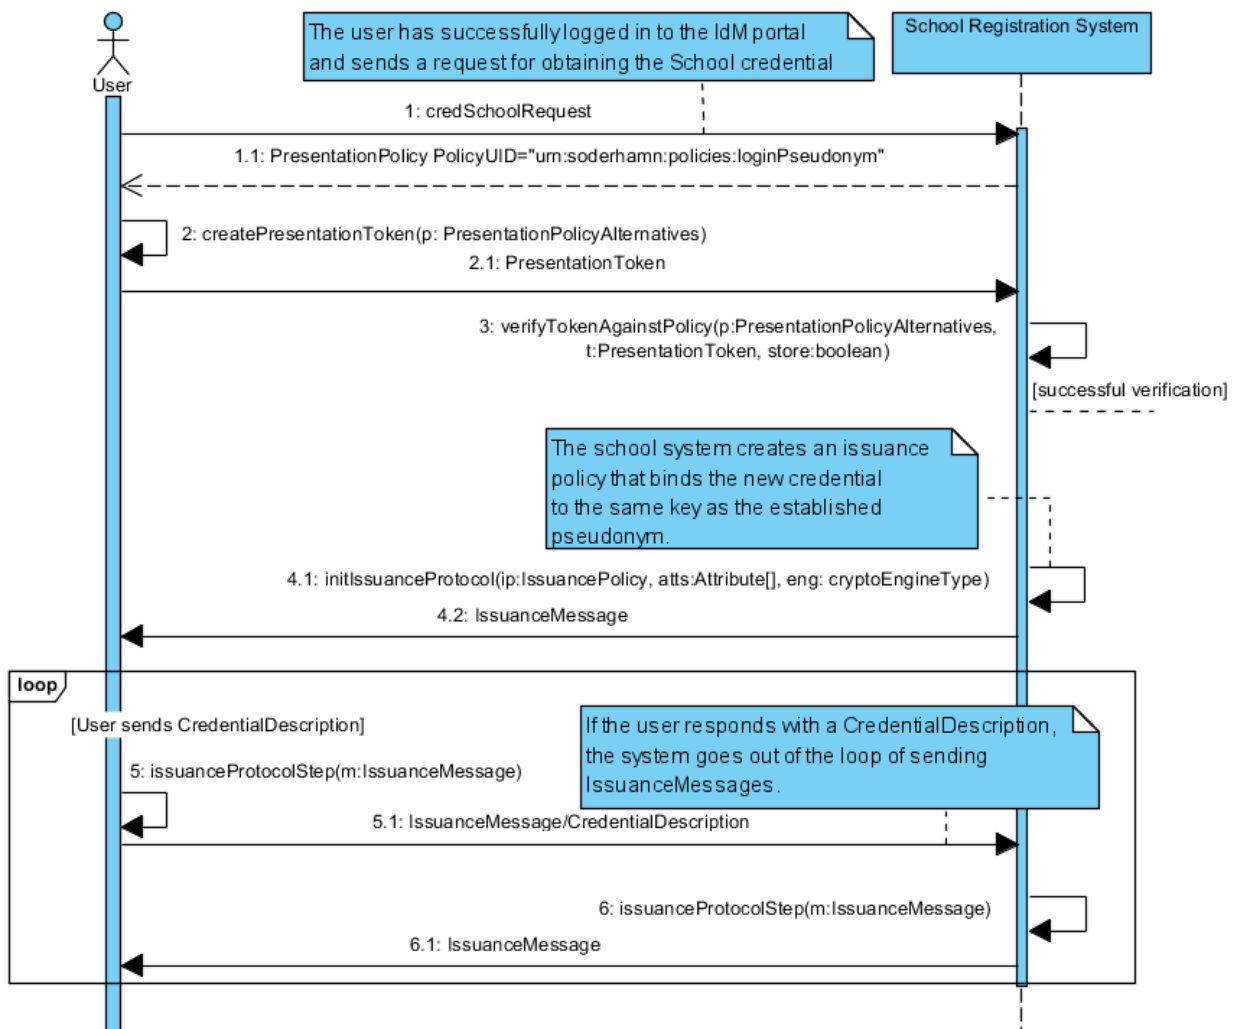 The user has successfully logged in to the IdM portal
and sends a request for obtaining the School credential
School Registration System
User
1: credSchoolRequest
1.1: PresentationPolicy PolicyUID="urn:soderhamn:policies:loginPseudonym"
2: createPresentationToken(p: PresentationPolicyAlternatives)
2.1: PresentationToken
3: verifyTokenAgainstPolicy(p:PresentationPolicyAlternatives,
t:PresentationToken, store:boolean)
[successful verification]
The school system creates an issuance
policy that binds the new credential
to the same key as the established
pseudonym.
4.1: initIssuanceProtocol(ip:IssuancePolicy, atts:Attribute[], eng: cryptoEngineType)
4.2: IssuanceMessage
loop
[User sends CredentialDescription]
If the user responds with a CredentialDescription,
the system goes out of the loop of sending
IssuanceMessages.
5: issuanceProtocolStep(m:IssuanceMessage)
5.1: IssuanceMessage/CredentialDescription
6: issuanceProtocolStep(m:IssuanceMessage)
6.1: IssuanceMessage